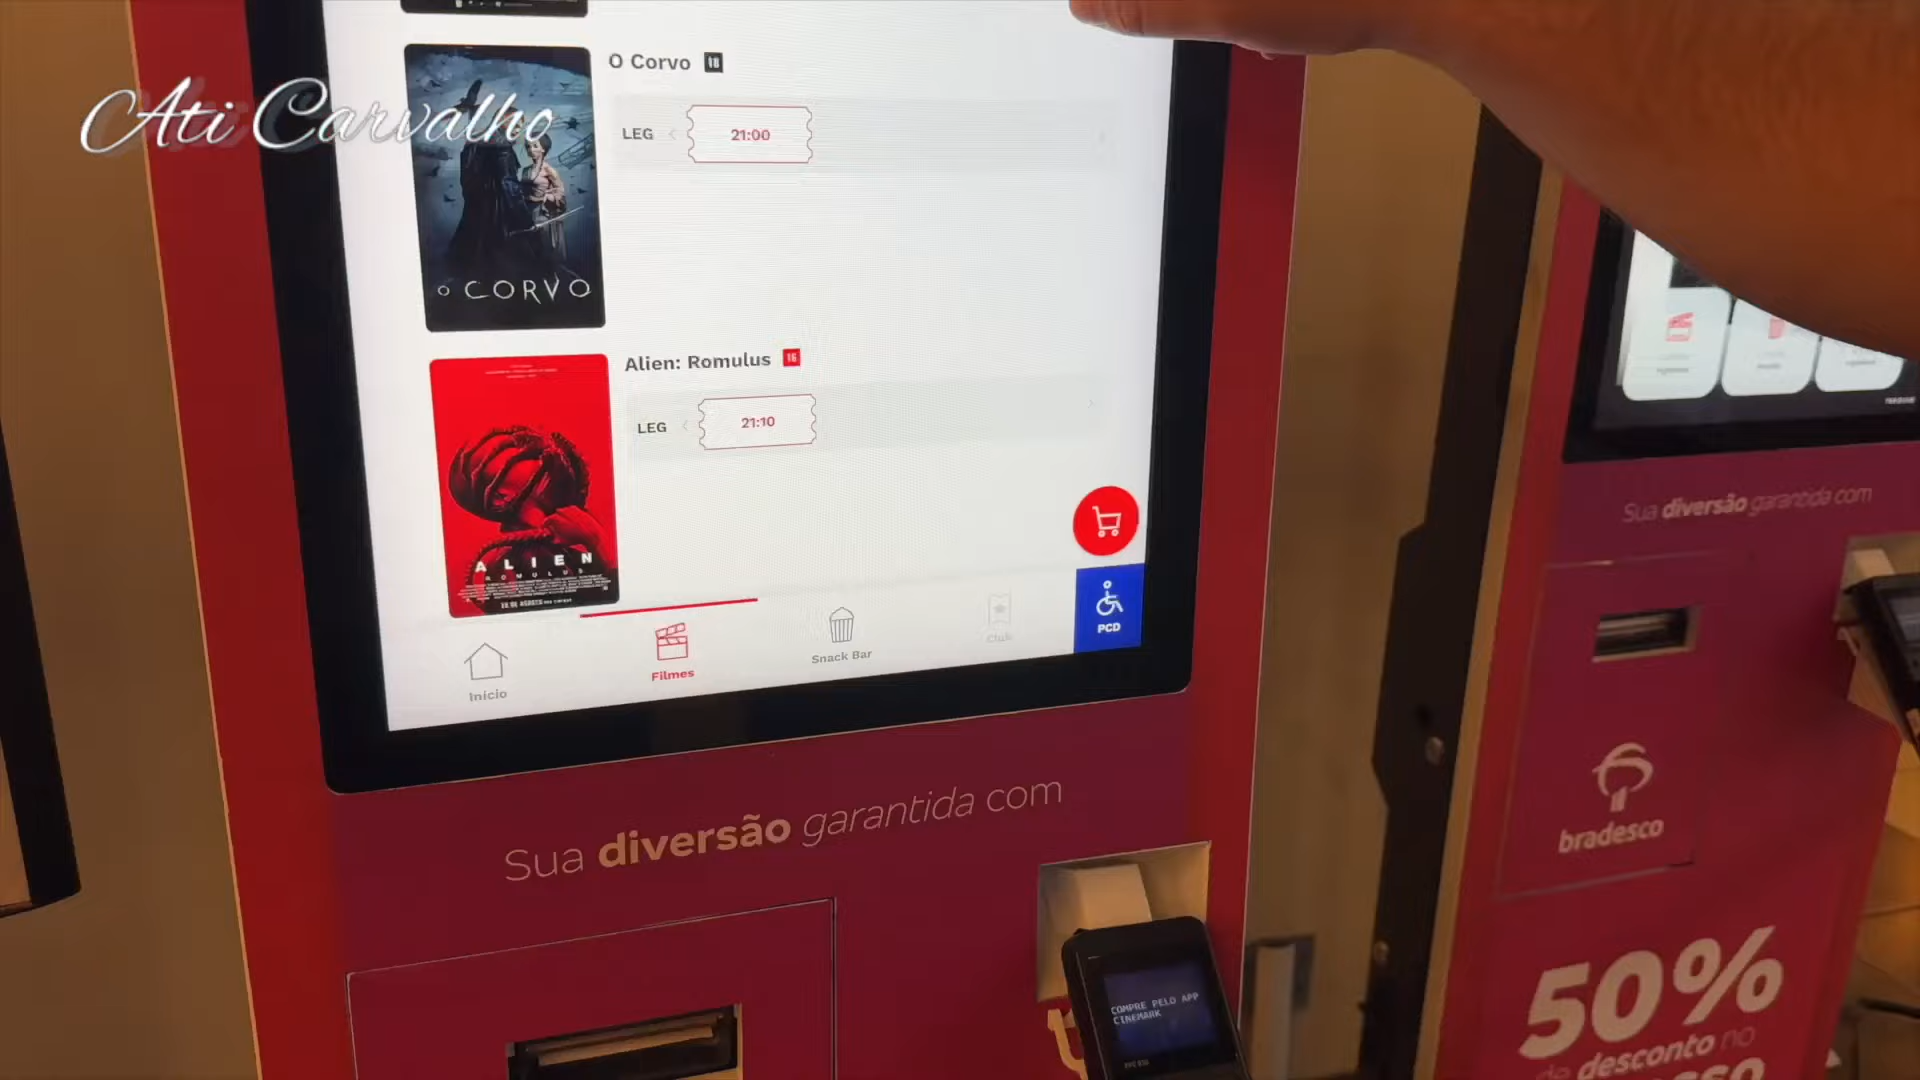 Ati Carvalho
O Corvo 18
LEG 21:00
O CORVO
Alien: Romulus 16
LEG 21:10
ALIEN
ROMULUS
PCD
Início
Filmes
Snack Bar
Club
Sua diversão garantida com
COMPRE PELO APP
CINEMARK
Sua diversão garantida com
bradesco
50%
de desconto no